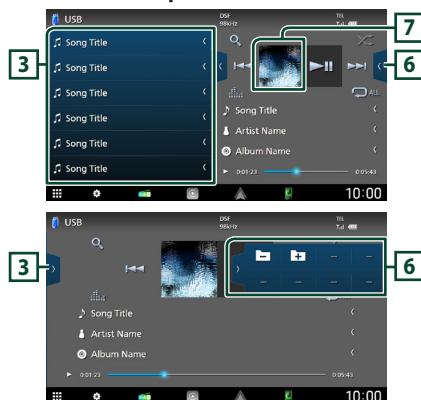 USB
DSF
98kHz
TEL
7
3
Song Title
Song Title
Song Title
Song Title
Song Title
Song Title
6
ALL
Song Title
Artist Name
Album Name
0:01:23
0:05:43
10:00
USB
DSF
98kHz
TEL
3
6
Song Title
Artist Name
Album Name
0:01:23
0:05:43
10:00